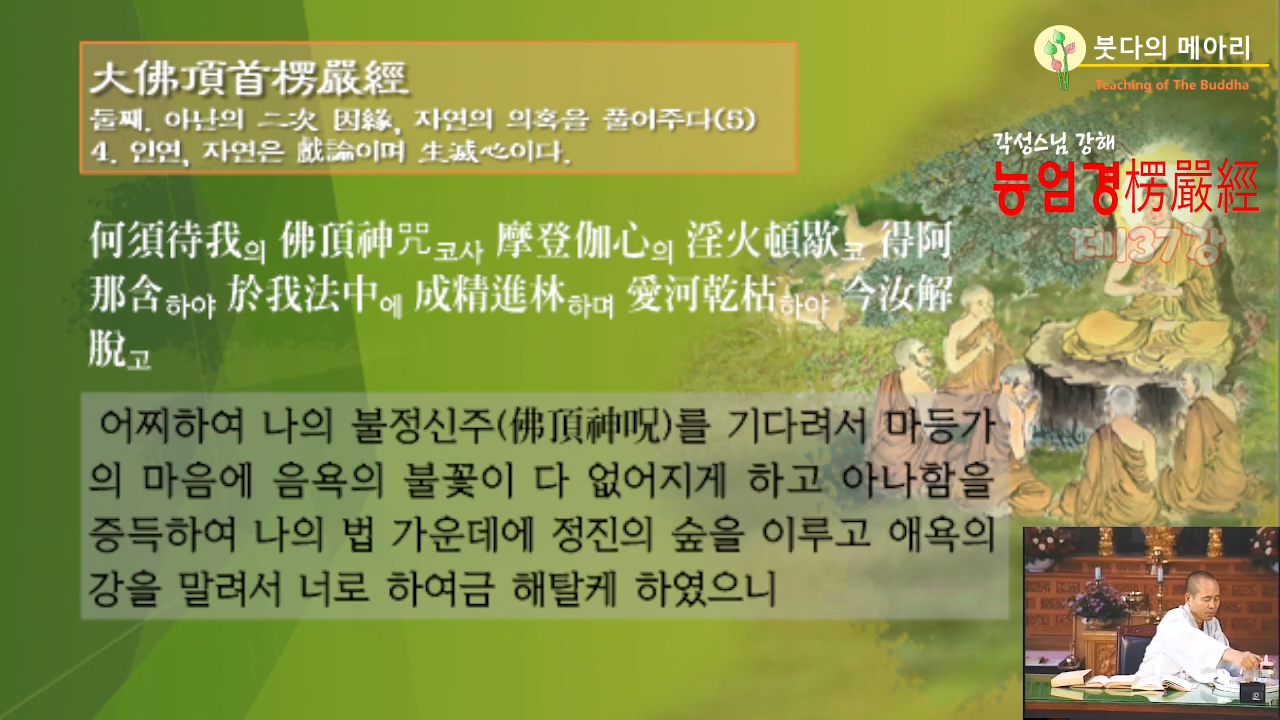 大佛頂首楞嚴經
둘째. 아난의 二次 因緣, 자연의 의혹을 풀어주다(5)
4. 인연, 자연은 戲論이며 生滅心이다.
붓다의 메아리
Teaching of The Buddha
각성스님 강해
능엄경楞嚴經
제137강
何須待我의 佛頂神咒코사 摩登伽心의 淫火頓歇코 得阿
那含하야 於我法中에 成精進林하며 愛河乾枯하야 今汝解
脫고
어찌하여 나의 불정신주(佛頂神呪)를 기다려서 마등가
의 마음에 음욕의 불꽃이 다 없어지게 하고 아나함을
증득하여 나의 법 가운데에 정진의 숲을 이루고 애욕의
강을 말려서 너로 하여금 해탈케 하였으니